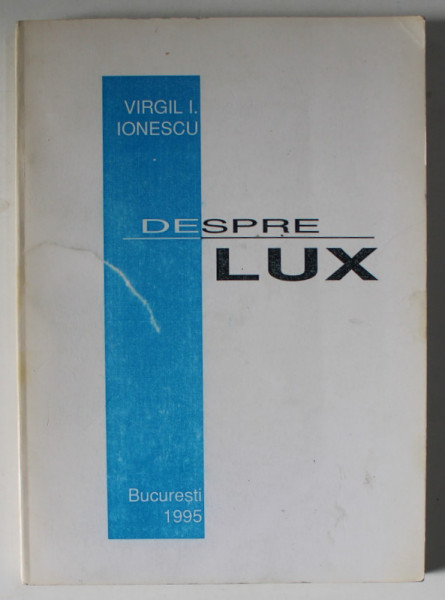 VIRGIL I.
IONESCU
DESPRE
LUX
București
1995